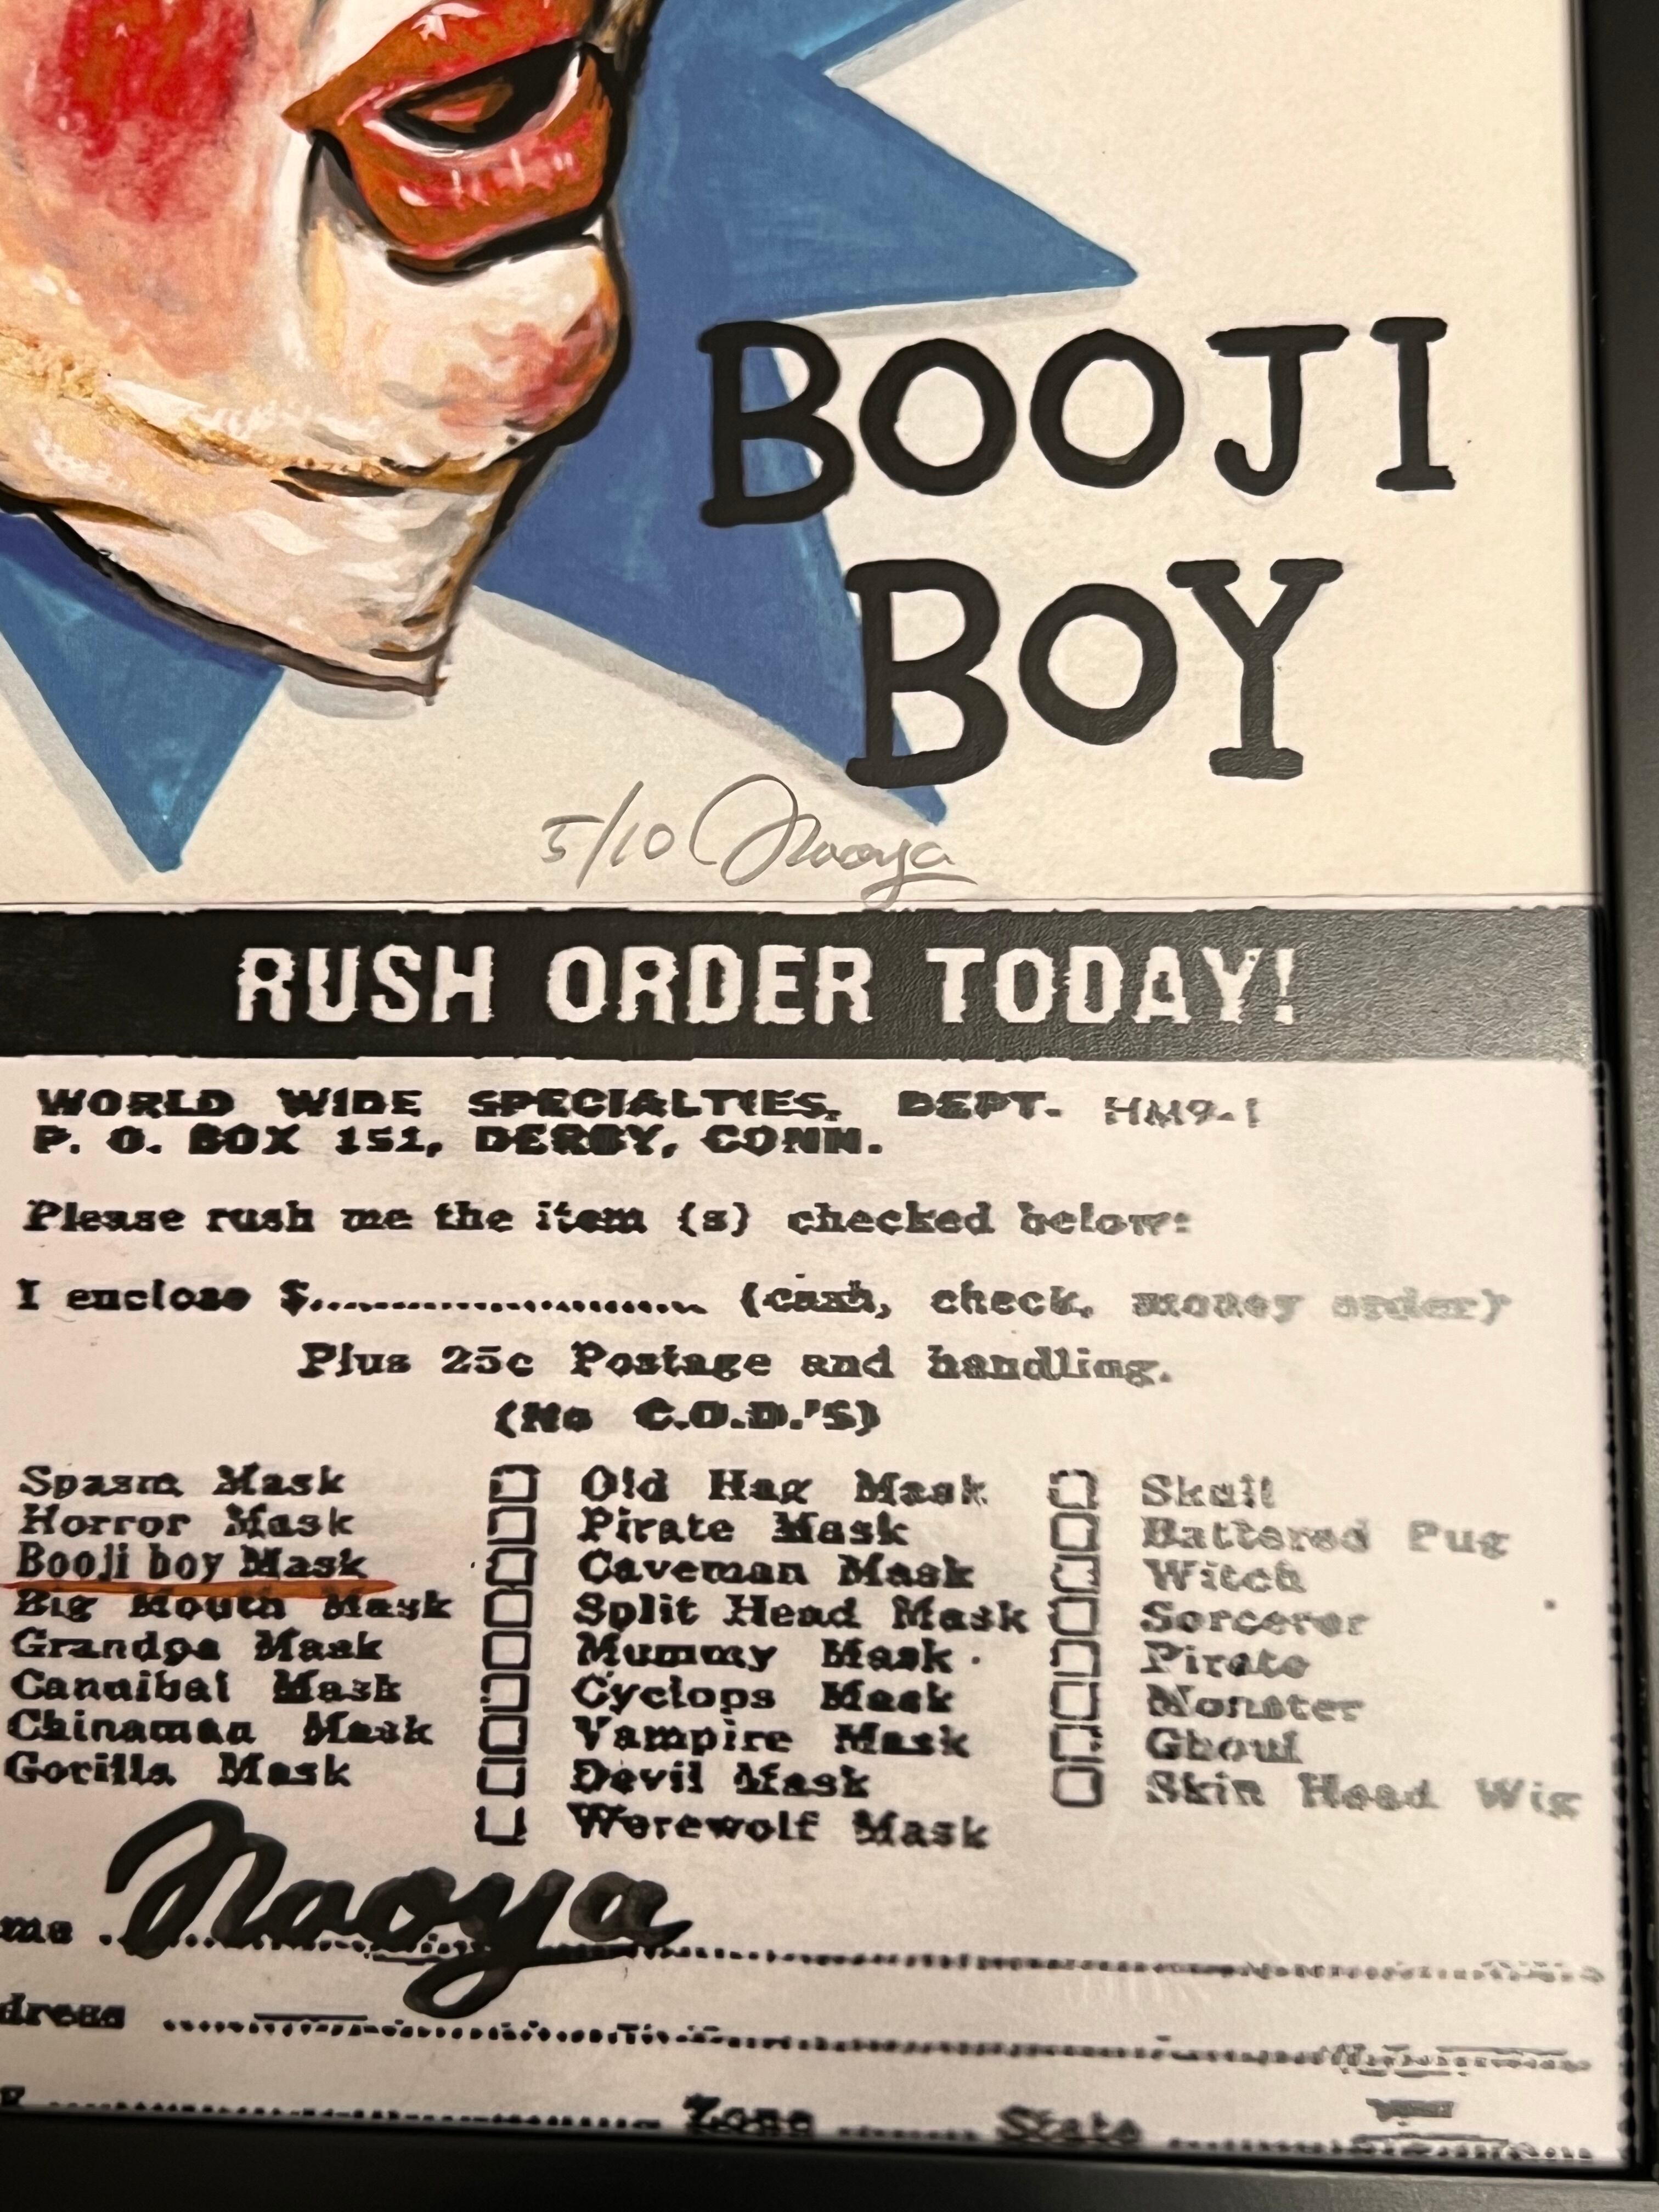 BOOJI
BOY
5/10 Naoya
RUSH ORDER TODAY!
WORLD WIDE SPECIALTIES, DEPT. HM9-1
P. O. BOX 151, DERBY, CONN.
Please rush me the item (s) checked below:
I enclose $........................ (cash, check, money order)
Plus 25c Postage and handling.
(No C.O.D.'S)
Spasm Mask Old Hag Mask Skull
Horror Mask Pirate Mask Battered Pug
Booji boy Mask Caveman Mask Witch
Big Mouth Mask Split Head Mask Sorcerer
Grandpa Mask Mummy Mask Pirate
Cannibal Mask Cyclops Mask Monster
Chinaman Mask Vampire Mask Ghoul
Gorilla Mask Devil Mask Skin Head Wig
Werewolf Mask
me Naoya
dress
Zone State